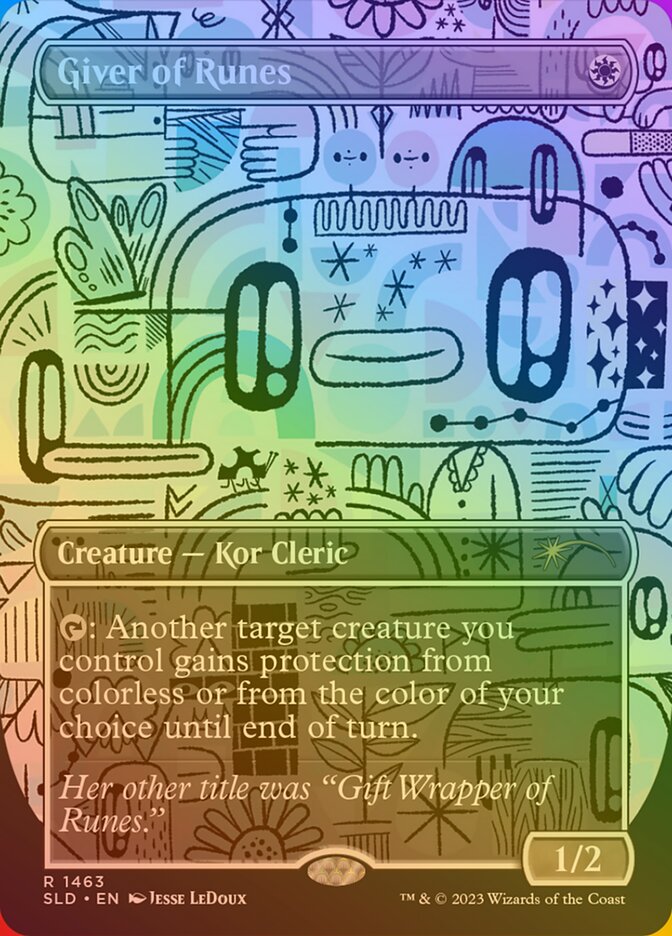 Giver of Runes
Creature — Kor Cleric
: Another target creature you
control gains protection from
colorless or from the color of your
choice until end of turn.
Her other title was “Gift Wrapper of
Runes.”
1/2
R 1463
SLD • EN Jesse LeDoux
™ & © 2023 Wizards of the Coast